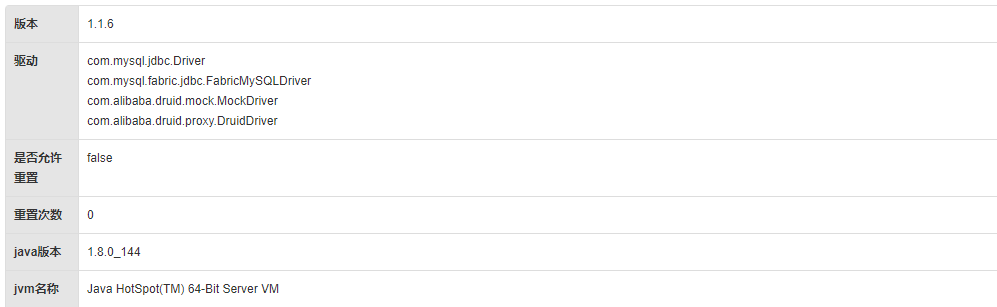 版本 1.1.6
驱动 com.mysql.jdbc.Driver
com.mysql.fabric.jdbc.FabricMySQLDriver
com.alibaba.druid.mock.MockDriver
com.alibaba.druid.proxy.DruidDriver
是否允许 false
重置
重置次数 0
java版本 1.8.0_144
jvm名称 Java HotSpot(TM) 64-Bit Server VM